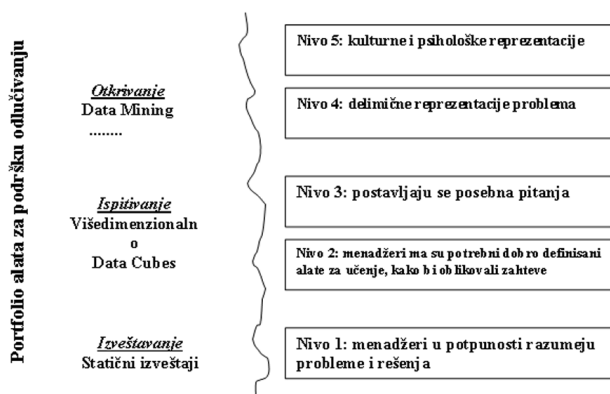 Portfolio alata za podršku odlučivanju
Otkrivanje
Data Mining
........
Ispitivanje
Višedimenzionaln
o
Data Cubes
Izveštavanje
Statični izveštaji
Nivo 5: kulturne i psihološke reprezentacije
Nivo 4: delimične reprezentacije problema
Nivo 3: postavljaju se posebna pitanja
Nivo 2: menadžeri ma su potrebni dobro definisani
alate za učenje, kako bi oblikovali zahteve
Nivo 1: menadžeri u potpunosti razumeju
probleme i rešenja